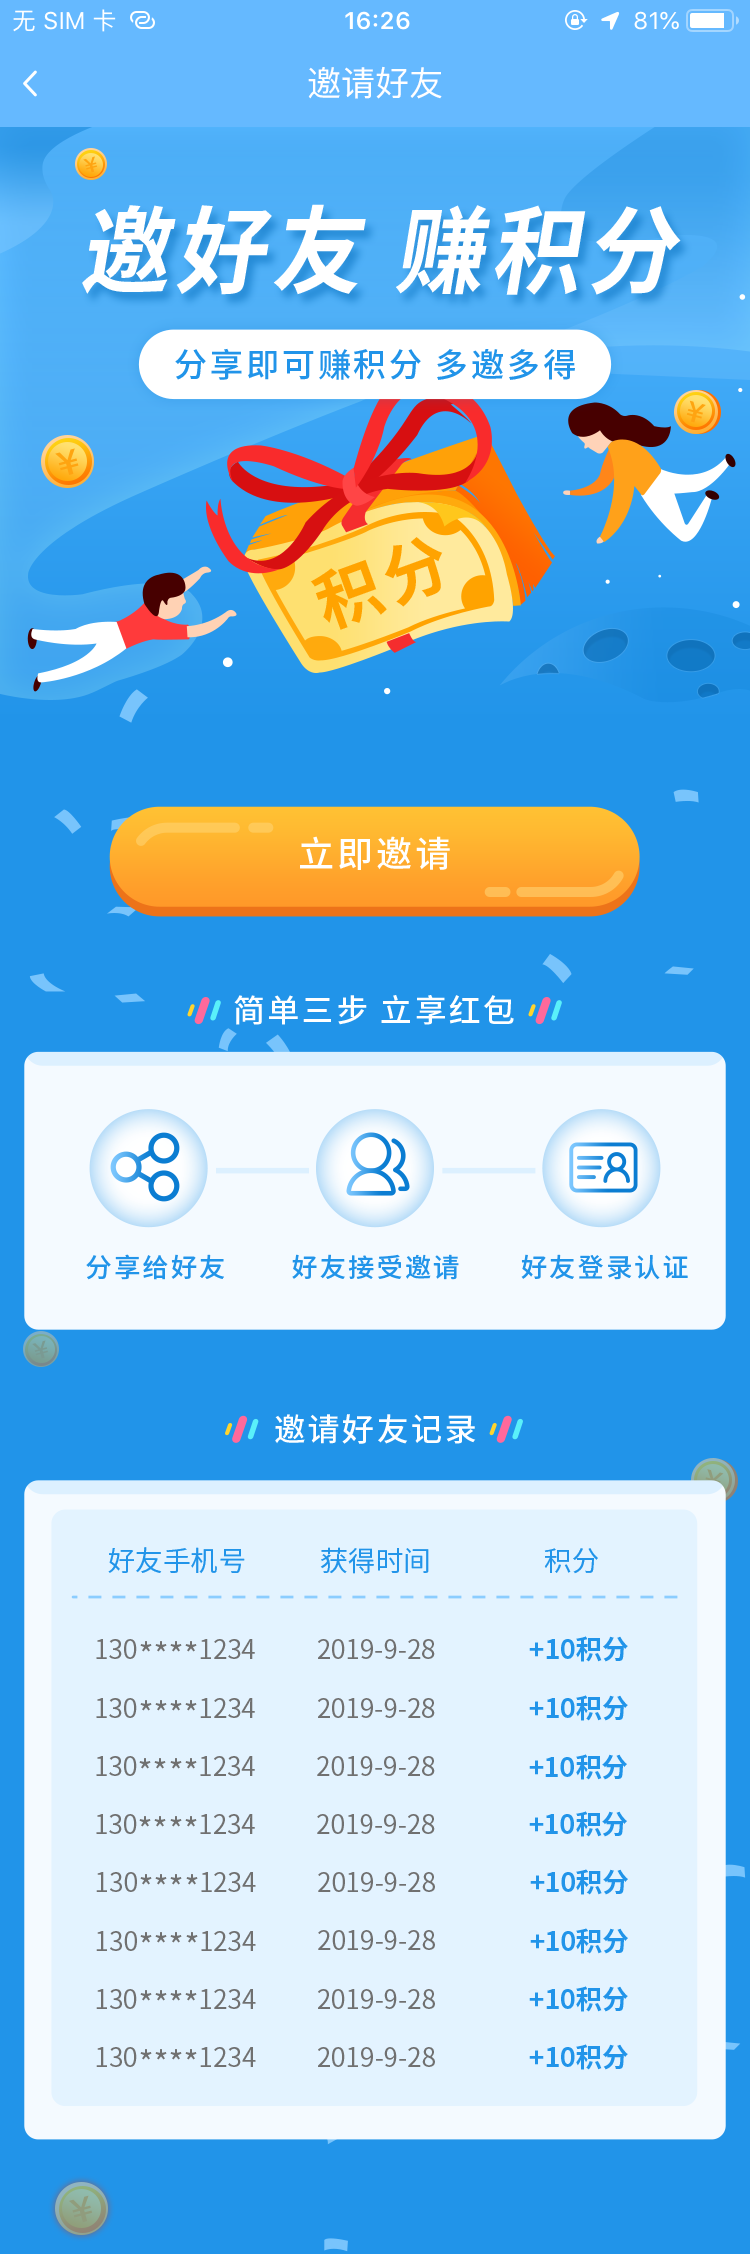 无 SIM 卡 16:26 81%
邀请好友
邀好友 赚积分
分享即可赚积分 多邀多得
积分
立即邀请
简单三步 立享红包
分享给好友 好友接受邀请 好友登录认证
邀请好友记录
好友手机号 获得时间 积分
130****1234 2019-9-28 +10积分
130****1234 2019-9-28 +10积分
130****1234 2019-9-28 +10积分
130****1234 2019-9-28 +10积分
130****1234 2019-9-28 +10积分
130****1234 2019-9-28 +10积分
130****1234 2019-9-28 +10积分
130****1234 2019-9-28 +10积分